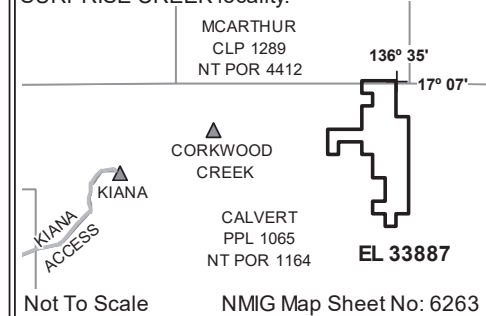 SURPRISE CREEK locality.
MCARTHUR
CLP 1289
NT POR 4412
136º 35'
17º 07'
CORKWOOD
CREEK
KIANA
KIANA
ACCESS
CALVERT
PPL 1065
NT POR 1164
EL 33887
Not To Scale
NMIG Map Sheet No: 6263